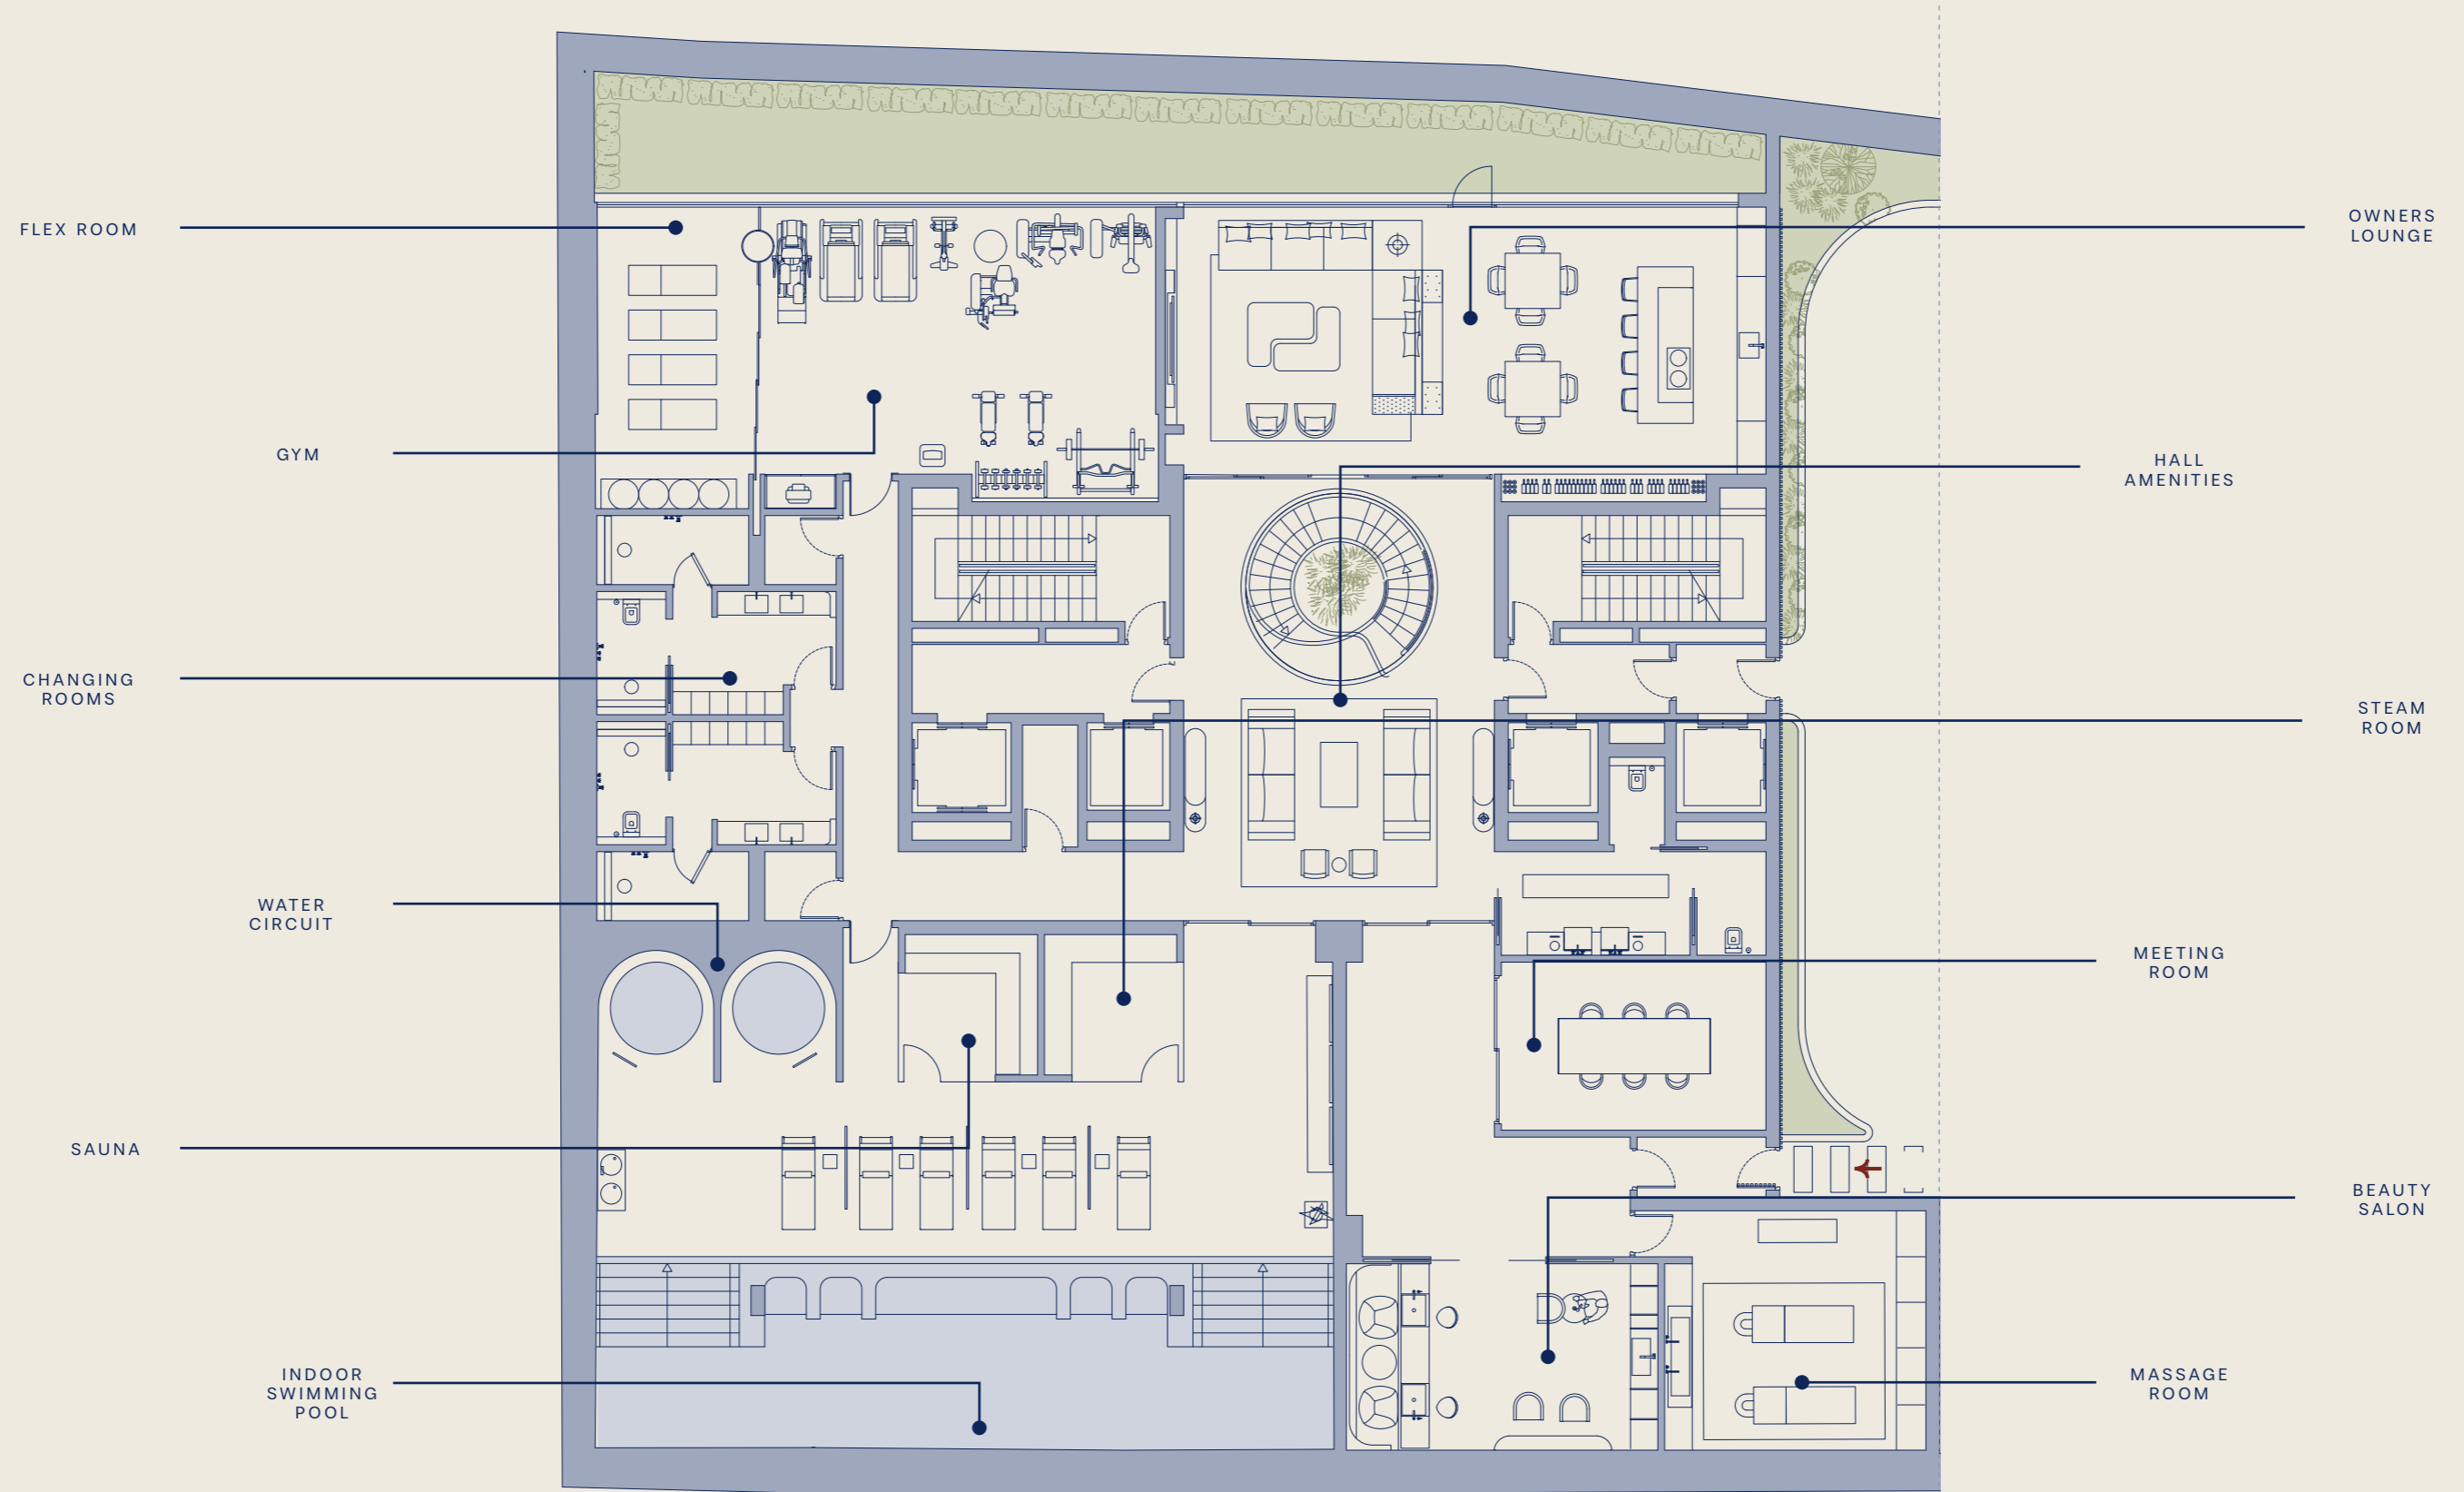 FLEX ROOM
GYM
CHANGING
ROOMS
WATER
CIRCUIT
SAUNA
INDOOR
SWIMMING
POOL
OWNERS
LOUNGE
HALL
AMENITIES
STEAM
ROOM
MEETING
ROOM
BEAUTY
SALON
MASSAGE
ROOM